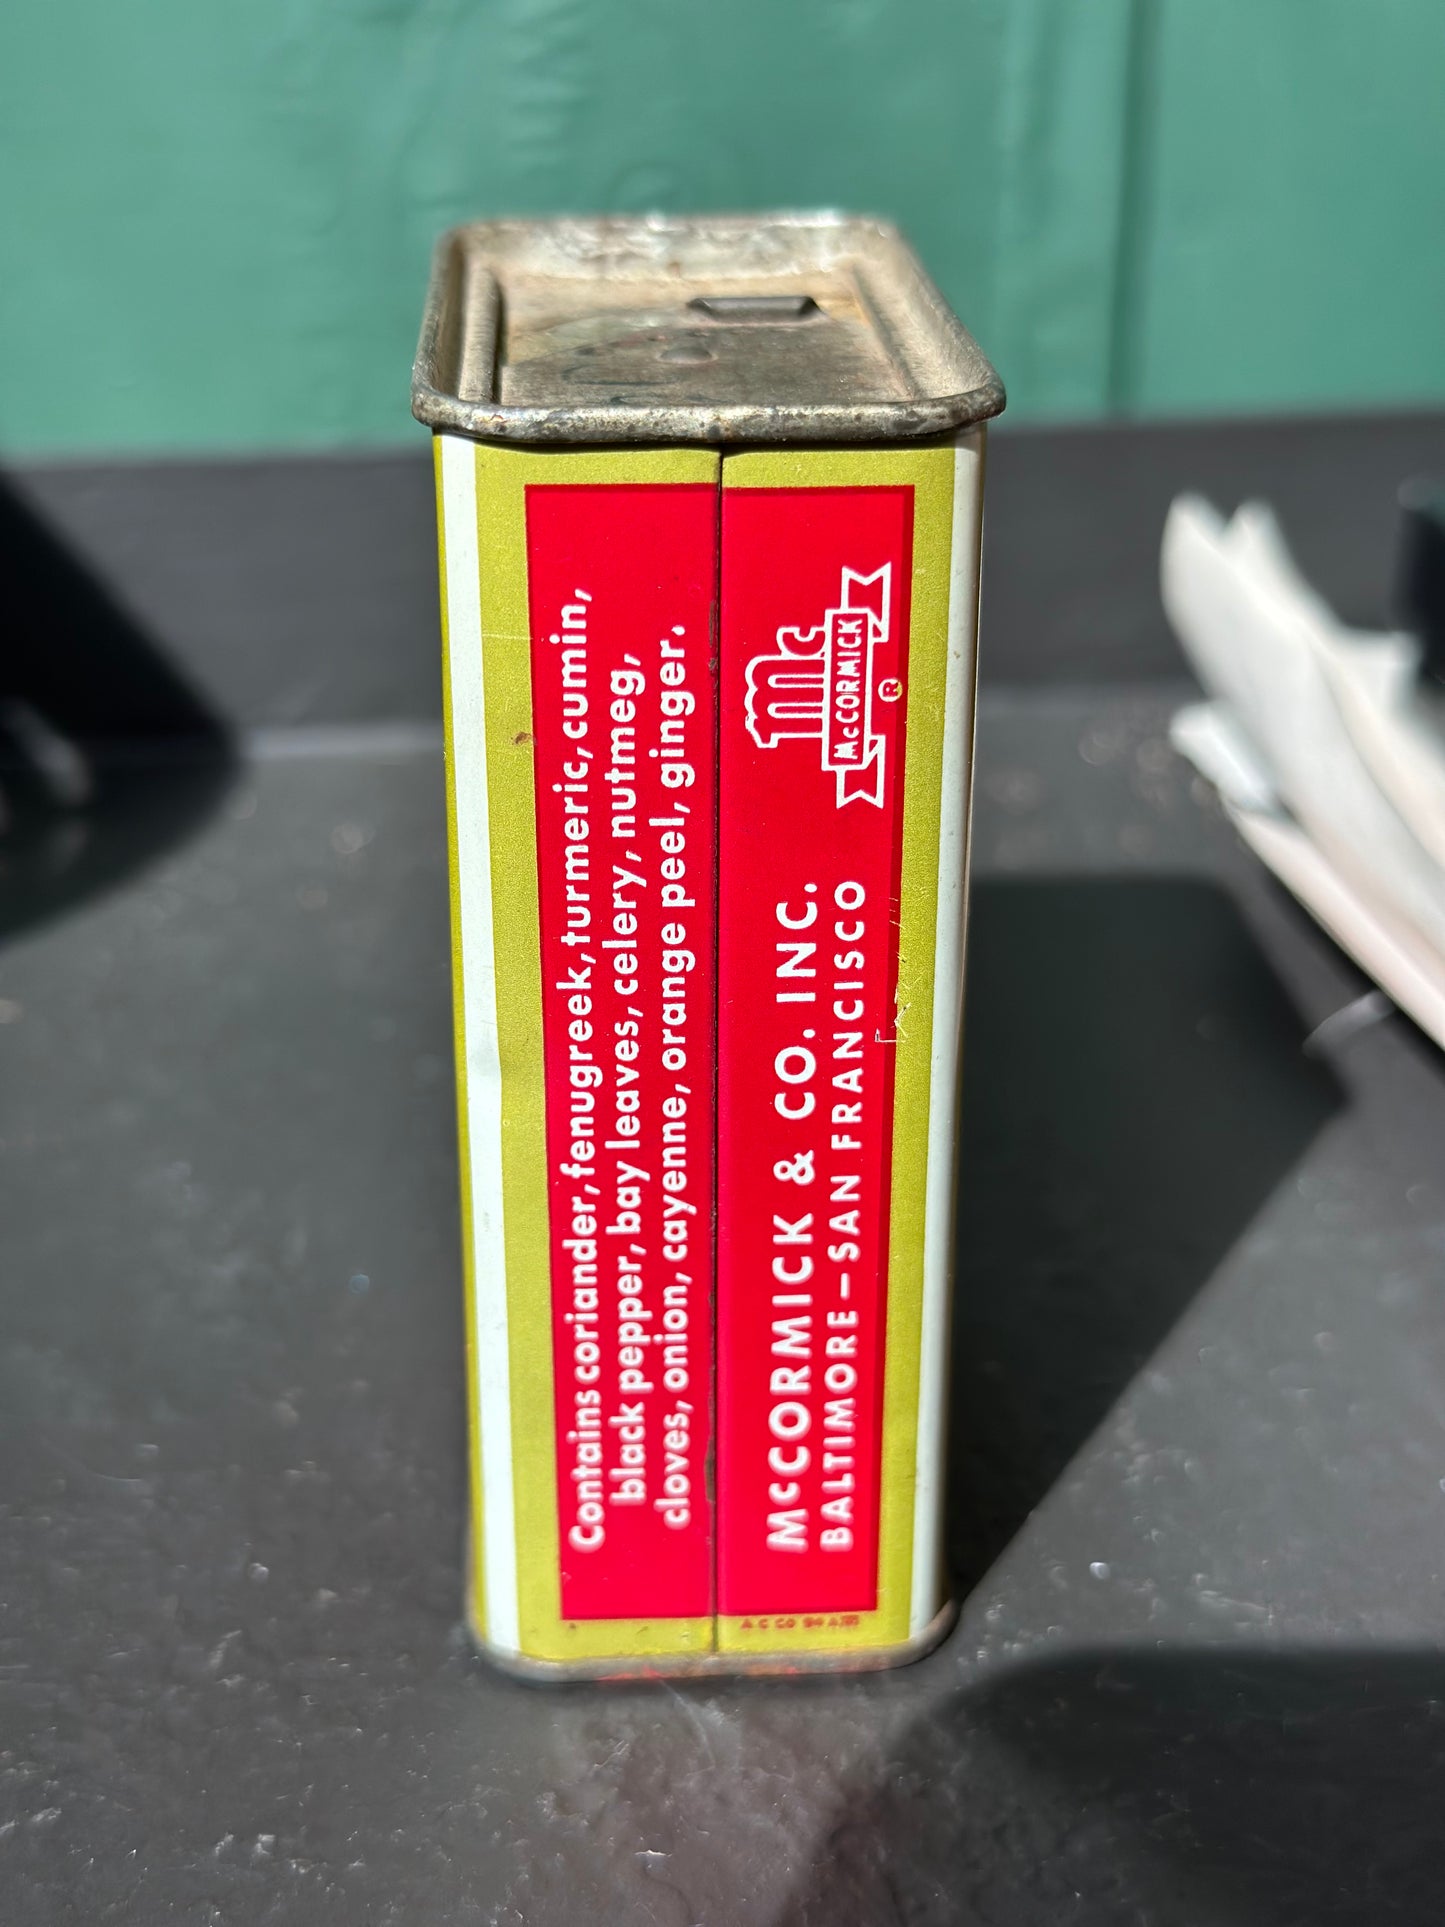 Contains coriander, fenugreek, turmeric, cumin,
black pepper, bay leaves, celery, nutmeg,
cloves, onion, cayenne, orange peel, ginger.
McCORMICK & CO. INC.
BALTIMORE – SAN FRANCISCO
Mc
McCORMICK
®
A C CO